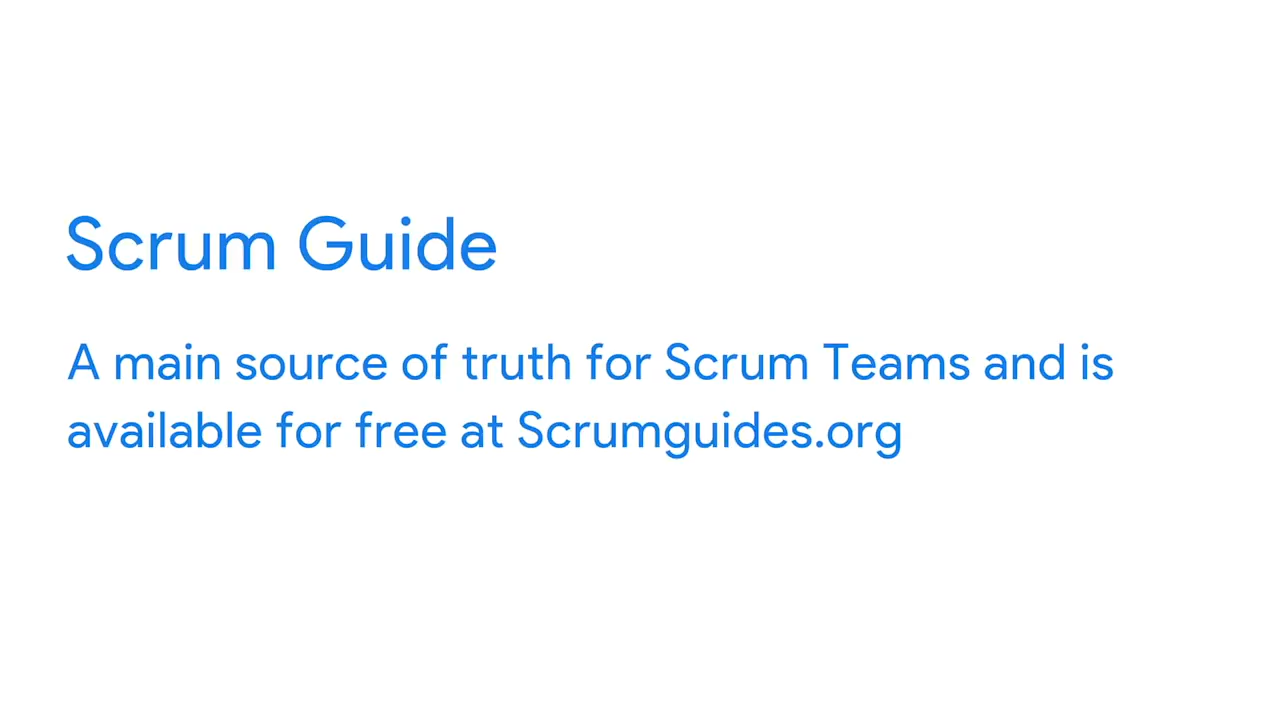 Scrum Guide
A main source of truth for Scrum Teams and is
available for free at Scrumguides.org